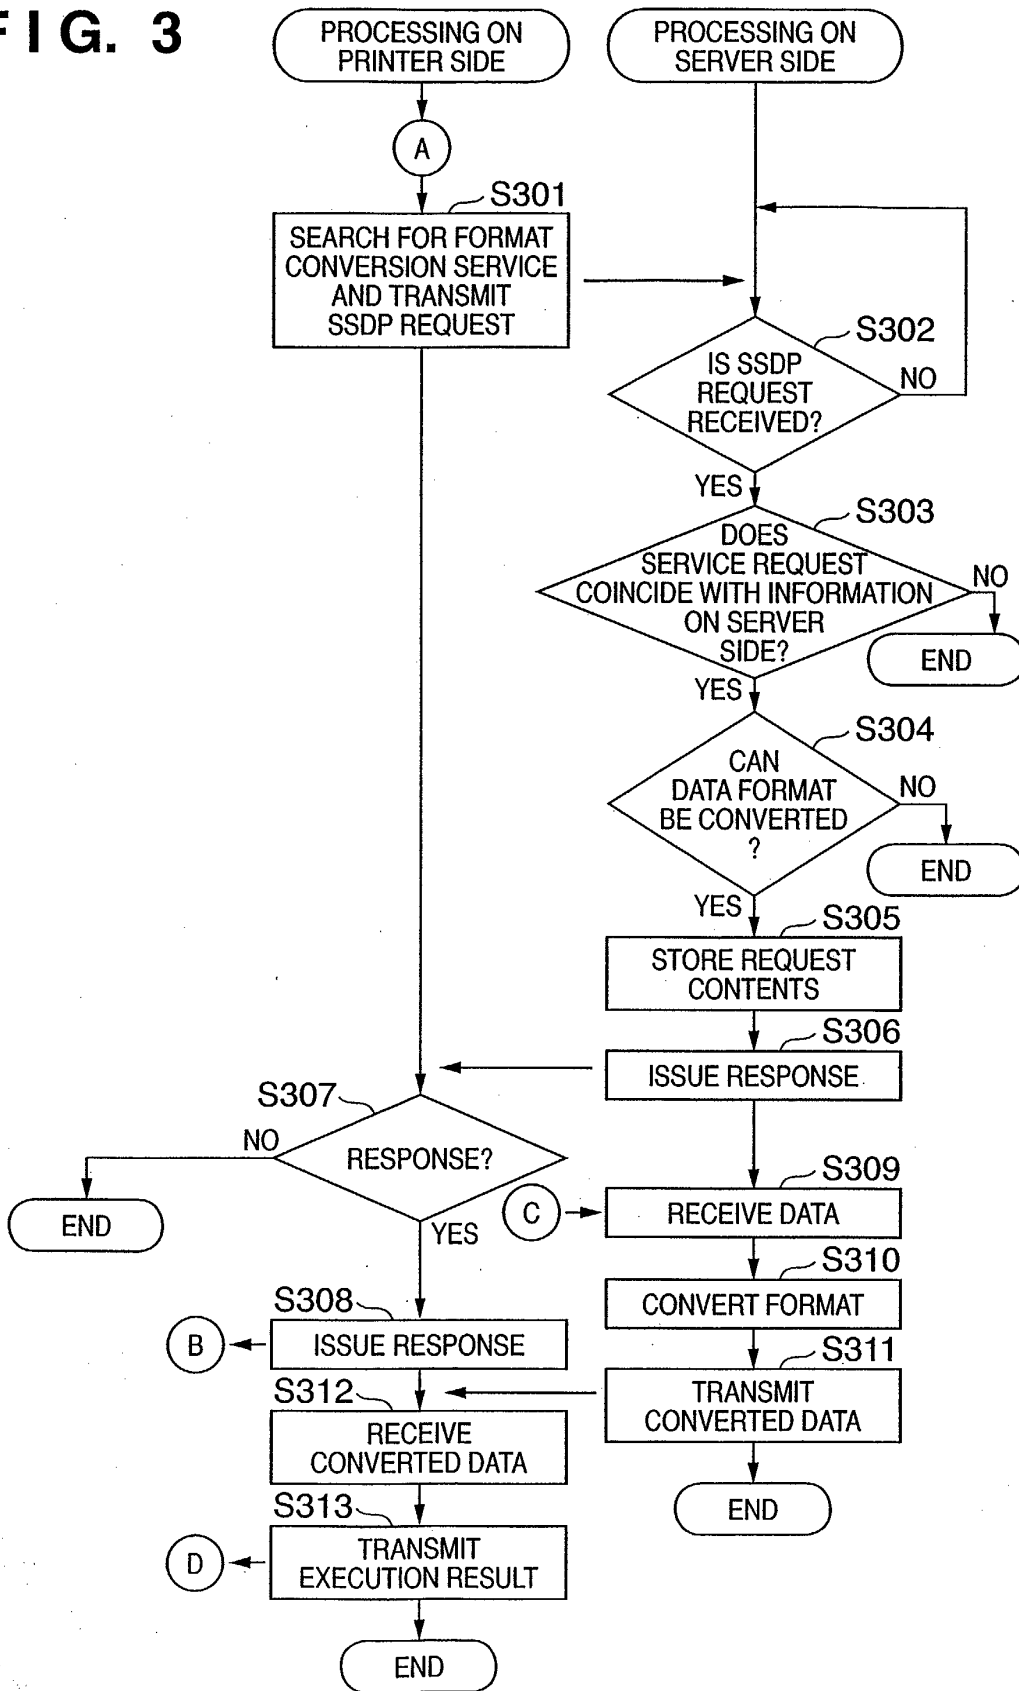 FIG. 3
PROCESSING ON
PRINTER SIDE
PROCESSING ON
SERVER SIDE
A
S301
SEARCH FOR FORMAT
CONVERSION SERVICE
AND TRANSMIT
SSDP REQUEST
S302
IS SSDP
REQUEST
RECEIVED?
NO
YES
S303
DOES
SERVICE REQUEST
COINCIDE WITH INFORMATION
ON SERVER
SIDE?
NO
END
YES
S304
CAN
DATA FORMAT
BE CONVERTED
?
NO
END
YES
S305
STORE REQUEST
CONTENTS
S306
ISSUE RESPONSE
S307
RESPONSE?
NO
END
YES
C
S309
RECEIVE DATA
S310
CONVERT FORMAT
S308
ISSUE RESPONSE
B
S311
TRANSMIT
CONVERTED DATA
END
S312
RECEIVE
CONVERTED DATA
S313
TRANSMIT
EXECUTION RESULT
D
END